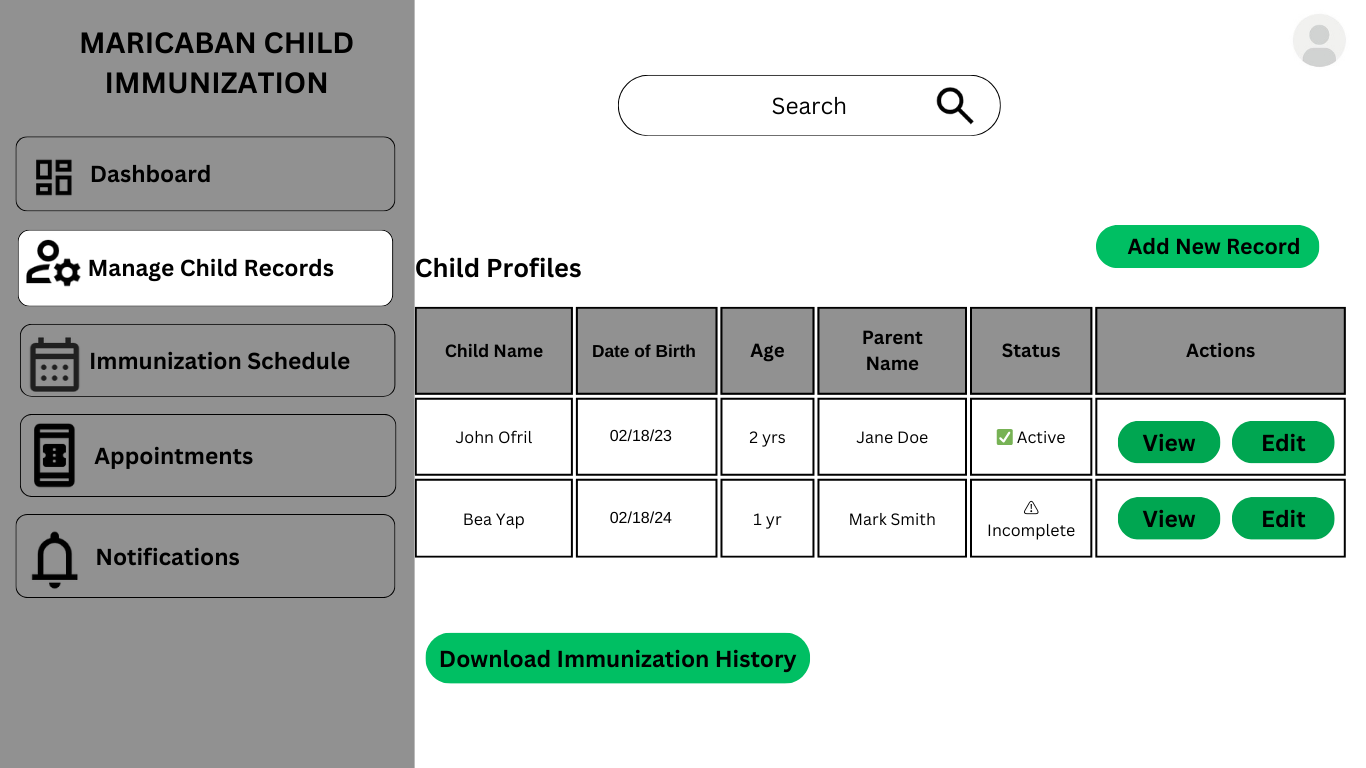 MARICABAN CHILD
IMMUNIZATION
Dashboard
Manage Child Records
Immunization Schedule
Appointments
Notifications
Search
Add New Record
Child Profiles
Child Name
Date of Birth
Age
Parent
Name
Status
Actions
John Ofril
02/18/23
2 yrs
Jane Doe
✅ Active
View
Edit
Bea Yap
02/18/24
1 yr
Mark Smith
⚠
Incomplete
View
Edit
Download Immunization History